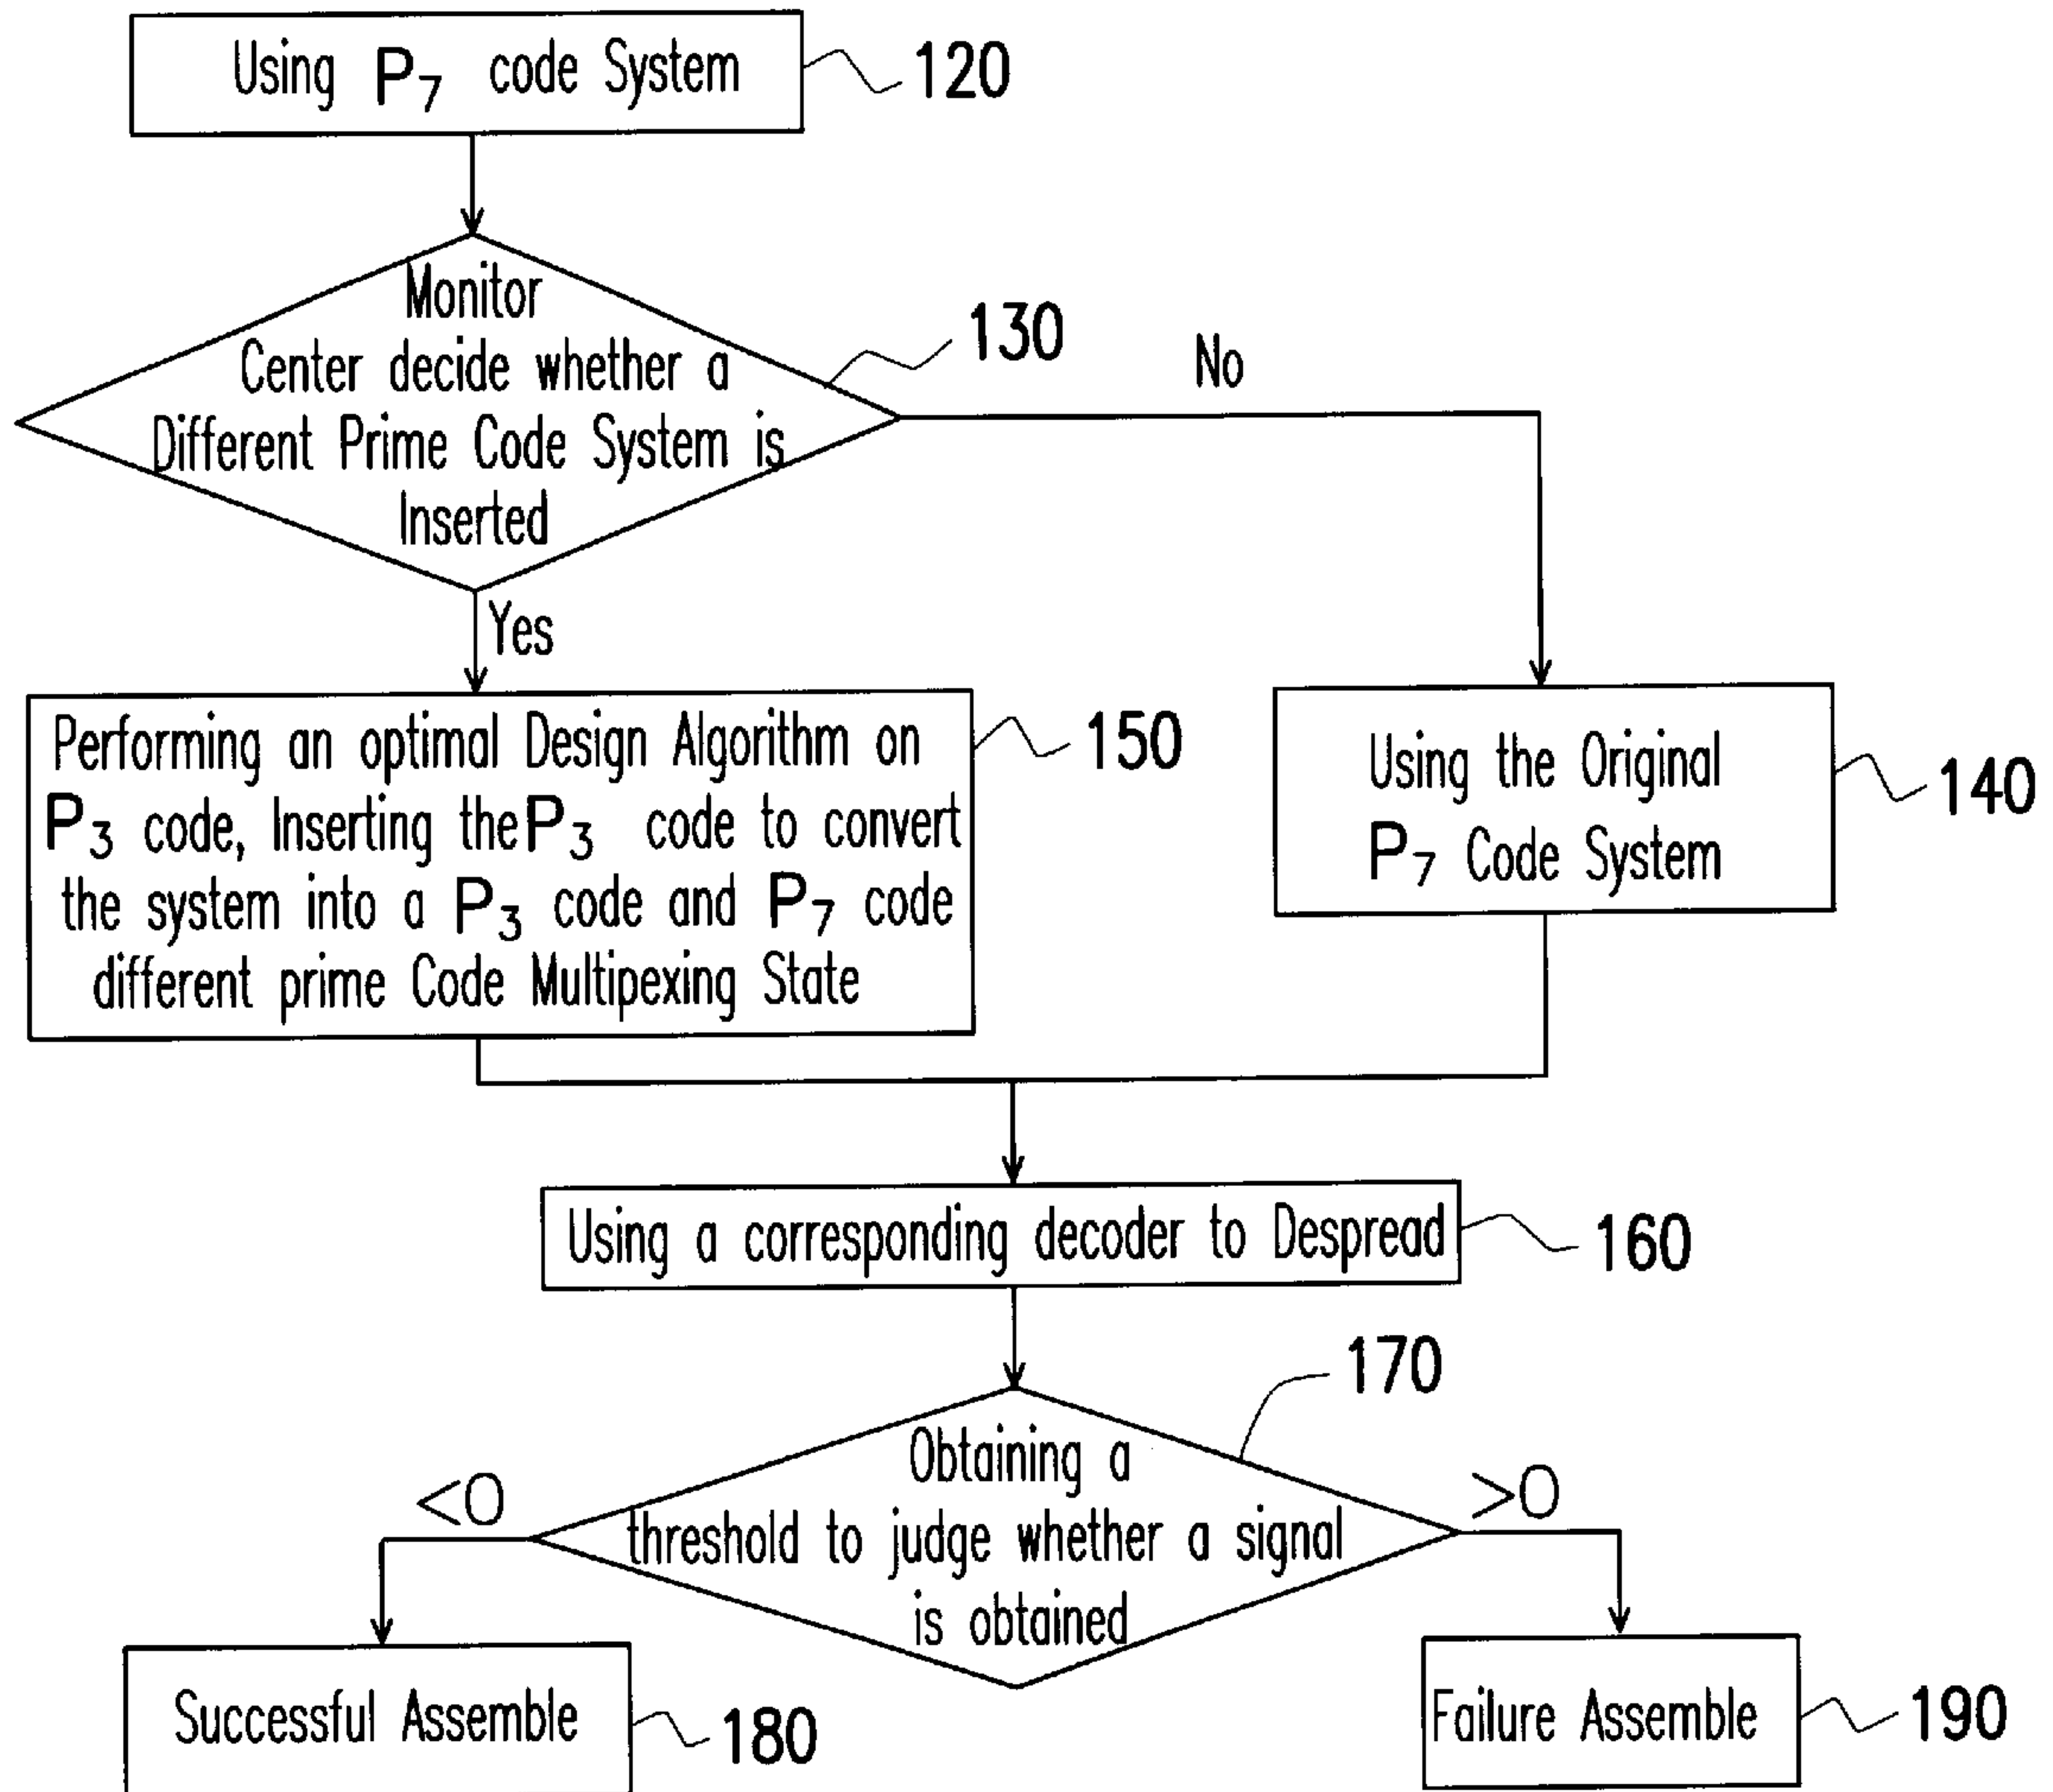 Using P7 code System
120
Monitor
Center decide whether a
Different Prime Code System is
Inserted
130
No
Yes
Performing an optimal Design Algorithm on
P3 code, Inserting the P3 code to convert
the system into a P3 code and P7 code
different prime Code Multipexing State
150
Using the Original
P7 Code System
140
Using a corresponding decoder to Despread
160
170
Obtaining a
threshold to judge whether a signal
is obtained
<0
>0
Successful Assemble
180
Failure Assemble
190